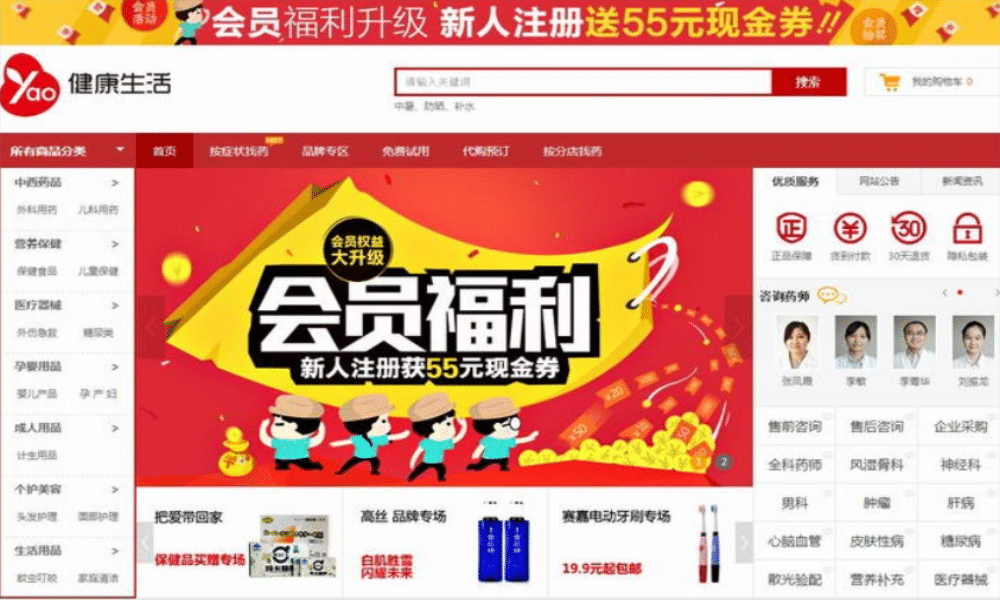 会员
活动
会员福利升级 新人注册送55元现金券!!
会员
Yao 健康生活
请输入关键词
搜索
我的购物车 0
中暑、防晒、补水
所有商品分类
首页
按症状找药
HOT
品牌专区
免费试用
代购预订
按分店找药
中西药品 >
外科用药 儿科用药
营养保健 >
保健食品 儿童保健
医疗器械 >
外伤急救 糖尿类
孕婴用品 >
婴儿产品 孕产妇
成人用品 >
计生用品
个护美容 >
头发护理 面部护理
生活用品 >
蚊虫叮咬 家庭清洁
会员权益
大升级
会员福利
新人注册获55元现金券
2
把爱带回家
保健品买赠专场
高丝 品牌专场
白肌胜雪
闪耀未来
赛嘉电动牙刷专场
19.9元起包邮
优质服务 网站公告 新闻资讯
正 ¥ 30
正品保障 货到付款 30天退货 隐私包装
咨询药师
张凤霞 李敏 李菁华 刘振龙
售前咨询 售后咨询 企业采购
全科药师 风湿骨科 神经科
男科 肿瘤 肝病
心脑血管 皮肤性病 糖尿病
散光验配 营养补充 医疗器械